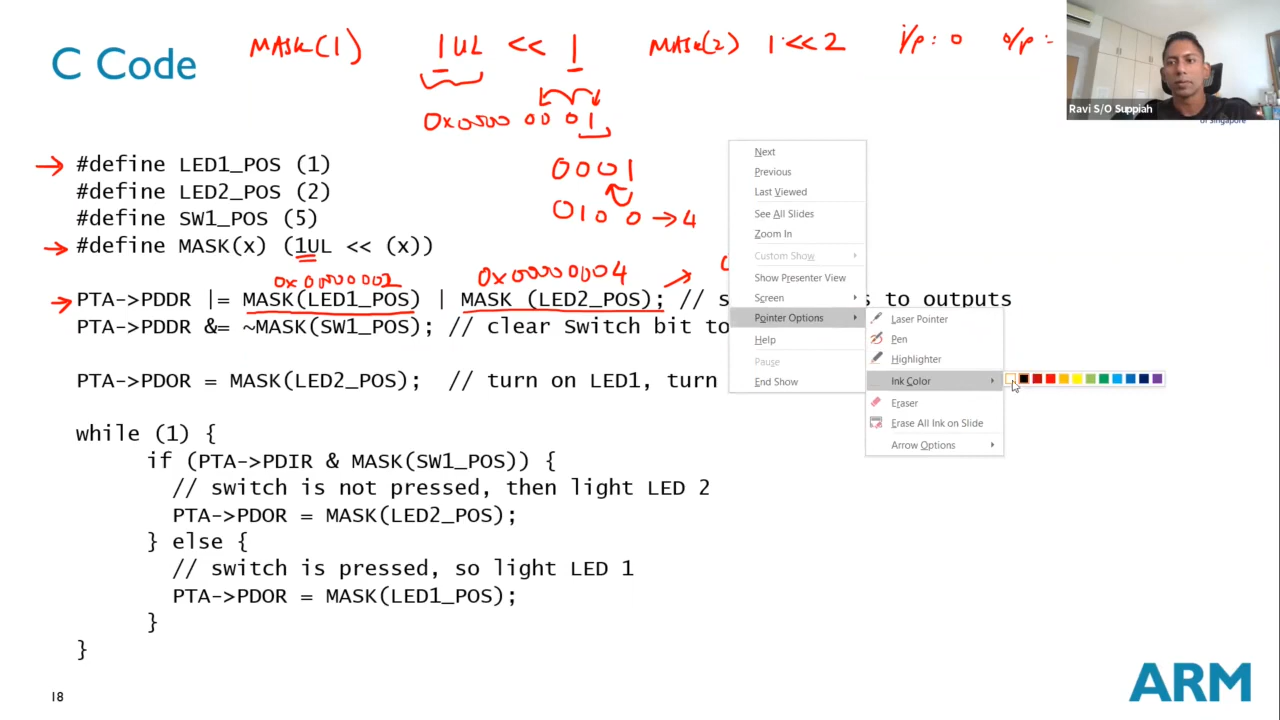 MASK(1) 1UL << 1 MASK(2) 1<<2 i/p: 0 o/p =
C Code
Ravi S/O Suppiah
of Singapore
0x0000 0001
0001
0100 → 4
→ #define LED1_POS (1)
#define LED2_POS (2)
#define SW1_POS (5)
→ #define MASK(x) (1UL << (x))
0x00000002 0x00000004 →
→ PTA->PDDR |= MASK(LED1_POS) | MASK (LED2_POS); // s s to outputs
PTA->PDDR &= ~MASK(SW1_POS); // clear Switch bit to
PTA->PDOR = MASK(LED2_POS); // turn on LED1, turn
while (1) {
if (PTA->PDIR & MASK(SW1_POS)) {
// switch is not pressed, then light LED 2
PTA->PDOR = MASK(LED2_POS);
} else {
// switch is pressed, so light LED 1
PTA->PDOR = MASK(LED1_POS);
}
}
Next
Previous
Last Viewed
See All Slides
Zoom In
Custom Show
Show Presenter View
Screen
Pointer Options
Help
Pause
End Show
Laser Pointer
Pen
Highlighter
Ink Color
Eraser
Erase All Ink on Slide
Arrow Options
18
ARM